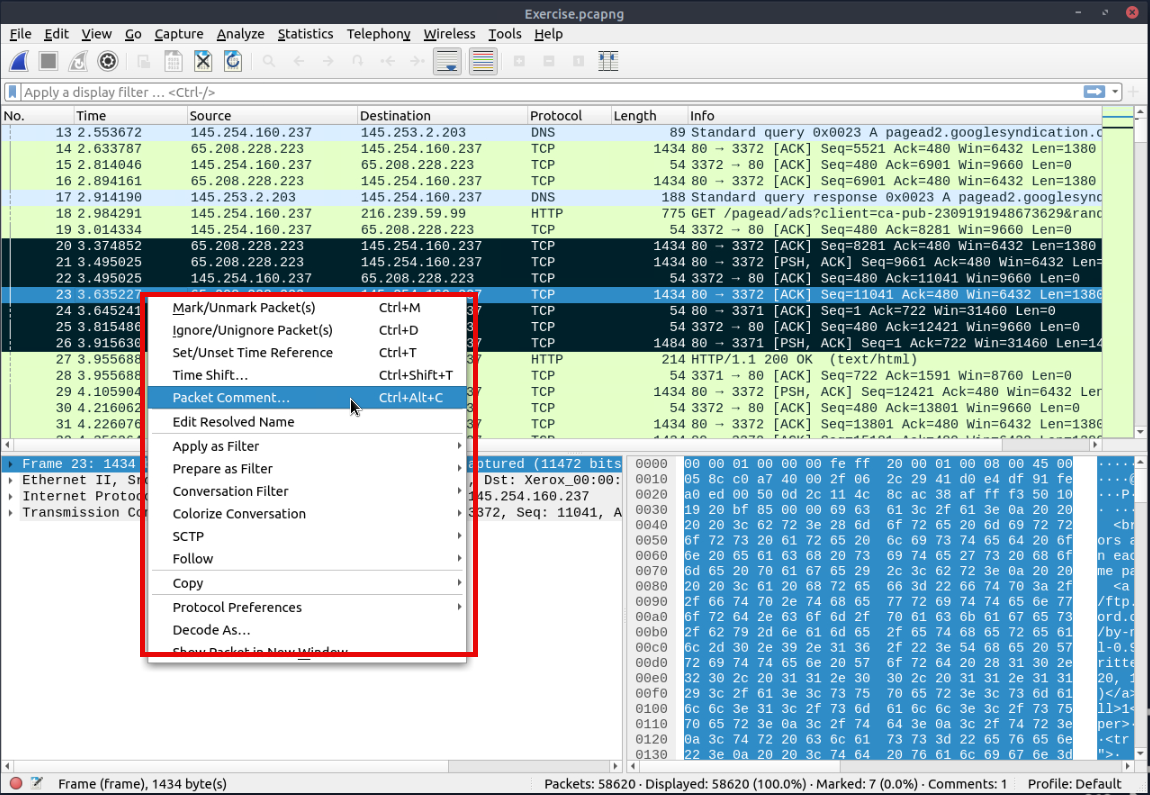 Exercise.pcapng
File Edit View Go Capture Analyze Statistics Telephony Wireless Tools Help
Apply a display filter … <Ctrl-/>
No. Time Source Destination Protocol Length Info
13 2.553672 145.254.160.237 145.253.2.203 DNS 89 Standard query 0x0023 A pagead2.googlesyndication.c
14 2.633787 65.208.228.223 145.254.160.237 TCP 1434 80 → 3372 [ACK] Seq=5521 Ack=480 Win=6432 Len=1380
15 2.814046 145.254.160.237 65.208.228.223 TCP 54 3372 → 80 [ACK] Seq=480 Ack=6901 Win=9660 Len=0
16 2.894161 65.208.228.223 145.254.160.237 TCP 1434 80 → 3372 [ACK] Seq=6901 Ack=480 Win=6432 Len=1380
17 2.914190 145.253.2.203 145.254.160.237 DNS 188 Standard query response 0x0023 A pagead2.googlesynd
18 2.984291 145.254.160.237 216.239.59.99 HTTP 775 GET /pagead/ads?client=ca-pub-2309191948673629&rand
19 3.014334 145.254.160.237 65.208.228.223 TCP 54 3372 → 80 [ACK] Seq=480 Ack=8281 Win=9660 Len=0
20 3.374852 65.208.228.223 145.254.160.237 TCP 1434 80 → 3372 [ACK] Seq=8281 Ack=480 Win=6432 Len=1380
21 3.495025 65.208.228.223 145.254.160.237 TCP 1434 80 → 3372 [PSH, ACK] Seq=9661 Ack=480 Win=6432 Len=
22 3.495025 145.254.160.237 65.208.228.223 TCP 54 3372 → 80 [ACK] Seq=480 Ack=11041 Win=9660 Len=0
23 3.635227 TCP 1434 80 → 3372 [ACK] Seq=11041 Ack=480 Win=6432 Len=1380
24 3.645241 37 TCP 54 80 → 3371 [ACK] Seq=1 Ack=722 Win=31460 Len=0
25 3.815486 TCP 54 3372 → 80 [ACK] Seq=480 Ack=12421 Win=9660 Len=0
26 3.915630 37 TCP 1484 80 → 3371 [ACK] Seq=1 Ack=722 Win=31460 Len=14
27 3.955688 37 HTTP 214 HTTP/1.1 200 OK (text/html)
28 3.955688 TCP 54 3371 → 80 [ACK] Seq=722 Ack=1591 Win=8760 Len=0
29 4.105904 37 TCP 1434 80 → 3372 [PSH, ACK] Seq=12421 Ack=480 Win=6432 Len
30 4.216062 TCP 54 3372 → 80 [ACK] Seq=480 Ack=13801 Win=9660 Len=0
31 4.226076 37 TCP 1434 80 → 3372 [ACK] Seq=13801 Ack=480 Win=6432 Len=1380
Mark/Unmark Packet(s) Ctrl+M
Ignore/Unignore Packet(s) Ctrl+D
Set/Unset Time Reference Ctrl+T
Time Shift… Ctrl+Shift+T
Packet Comment… Ctrl+Alt+C
Edit Resolved Name
Apply as Filter
Prepare as Filter
Conversation Filter
Colorize Conversation
SCTP
Follow
Copy
Protocol Preferences
Decode As…
Show Packet in New Window
Frame 23: 1434 aptured (11472 bits
Ethernet II, Src , Dst: Xerox_00:00:
Internet Protoc 145.254.160.237
Transmission Co 3372, Seq: 11041, A
0000 00 00 01 00 00 00 fe ff 20 00 01 00 08 00 45 00
0010 05 8c c0 a7 40 00 2f 06 2c 29 41 d0 e4 df 91 fe
0020 a0 ed 00 50 0d 2c 11 4c 8c ac 38 af ff f3 50 10
0030 19 20 bf 85 00 00 69 63 61 3c 2f 61 3e 0a 20 20
0040 20 20 3c 62 72 3e 28 6d 6f 72 65 20 6d 69 72 72 <br
0050 6f 72 73 20 61 72 65 20 6c 69 73 74 65 64 20 6f ors a
0060 6e 20 65 61 63 68 20 73 69 74 65 27 73 20 68 6f n eac
0070 6d 65 20 70 61 67 65 29 2c 3c 62 72 3e 0a 20 20 me pa
0080 20 20 3c 61 20 68 72 65 66 3d 22 66 74 70 3a 2f <a
0090 2f 66 74 70 2e 74 68 65 77 72 69 74 74 65 6e 77 /ftp.
00a0 6f 72 64 2e 63 6f 6d 2f 70 61 63 6b 61 67 65 73 ord.c
00b0 2f 62 79 2d 6e 61 6d 65 2f 65 74 68 65 72 65 61 /by-n
00c0 6c 2d 30 2e 39 2e 31 36 2f 22 3e 54 68 65 20 57 l-0.9
00d0 72 69 74 74 65 6e 20 57 6f 72 64 20 28 31 30 2e ritte
00e0 32 30 2c 20 31 31 2e 30 30 2c 20 31 31 2e 31 31 20, 1
00f0 29 3c 2f 61 3e 3c 73 75 70 65 72 3e 3c 73 6d 61 )</a>
0100 6c 6c 3e 31 3c 2f 73 6d 61 6c 6c 3e 3c 2f 73 75 ll>1<
0110 70 65 72 3e 0a 3c 2f 74 64 3e 0a 3c 2f 74 72 3e per>·
0120 0a 3c 74 72 20 63 6c 61 73 73 3d 22 65 76 65 6e ·<tr
0130 22 3e 0a 20 20 3c 74 64 20 76 61 6c 69 67 6e 3d ">·
Frame (frame), 1434 byte(s) Packets: 58620 · Displayed: 58620 (100.0%) · Marked: 7 (0.0%) · Comments: 1 Profile: Default